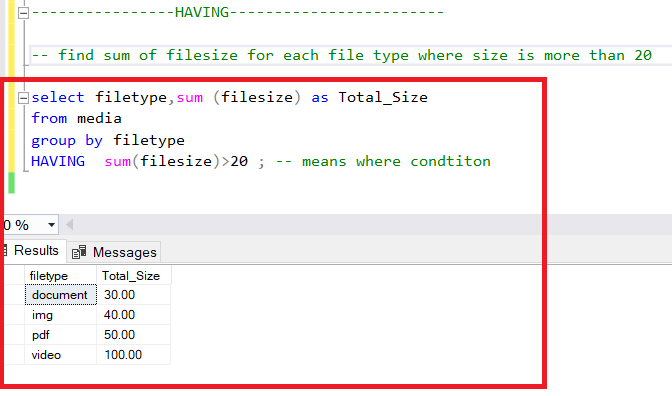 ----------------HAVING------------------------
-- find sum of filesize for each file type where size is more than 20
select filetype,sum (filesize) as Total_Size
from media
group by filetype
HAVING  sum(filesize)>20 ; -- means where condtiton
0 %
Results Messages
filetype Total_Size
document 30.00
img 40.00
pdf 50.00
video 100.00